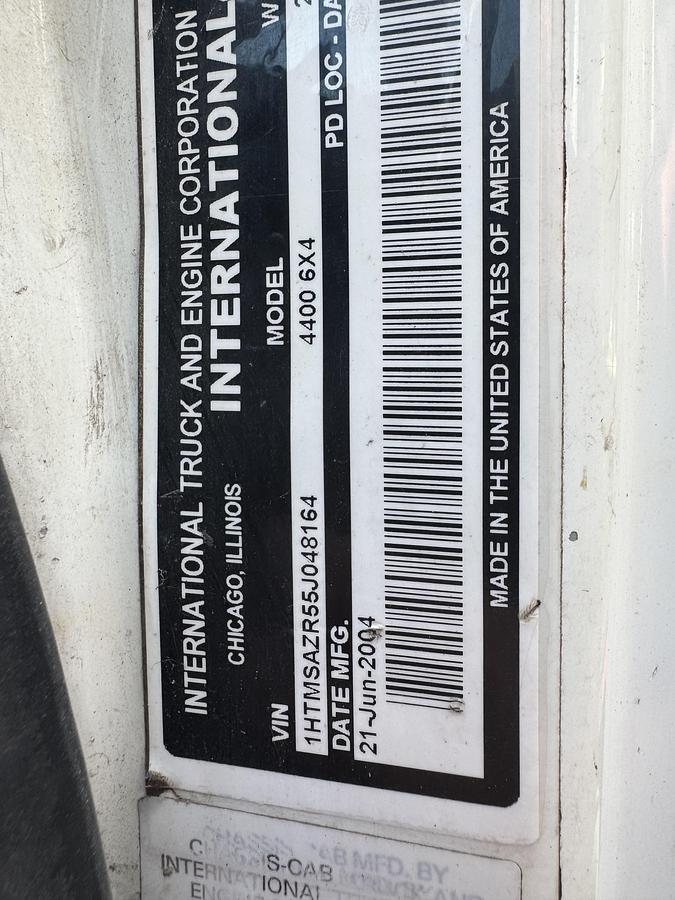 INTERNATIONAL TRUCK AND ENGINE CORPORATION
CHICAGO, ILLINOIS INTERNATIONAL
VIN MODEL W
1HTMSAZR55J048164 4400 6X4
DATE MFG. PD LOC - DA
21-Jun-2004
MADE IN THE UNITED STATES OF AMERICA
CHASSIS-CAB MFD. BY
INTERNATIONAL